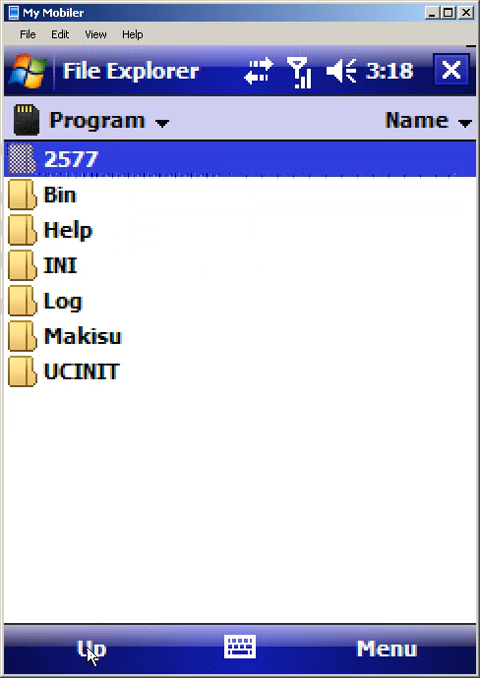 My Mobiler
File Edit View Help
File Explorer 3:18
Program Name
2577
Bin
Help
INI
Log
Makisu
UCINIT
Up Menu